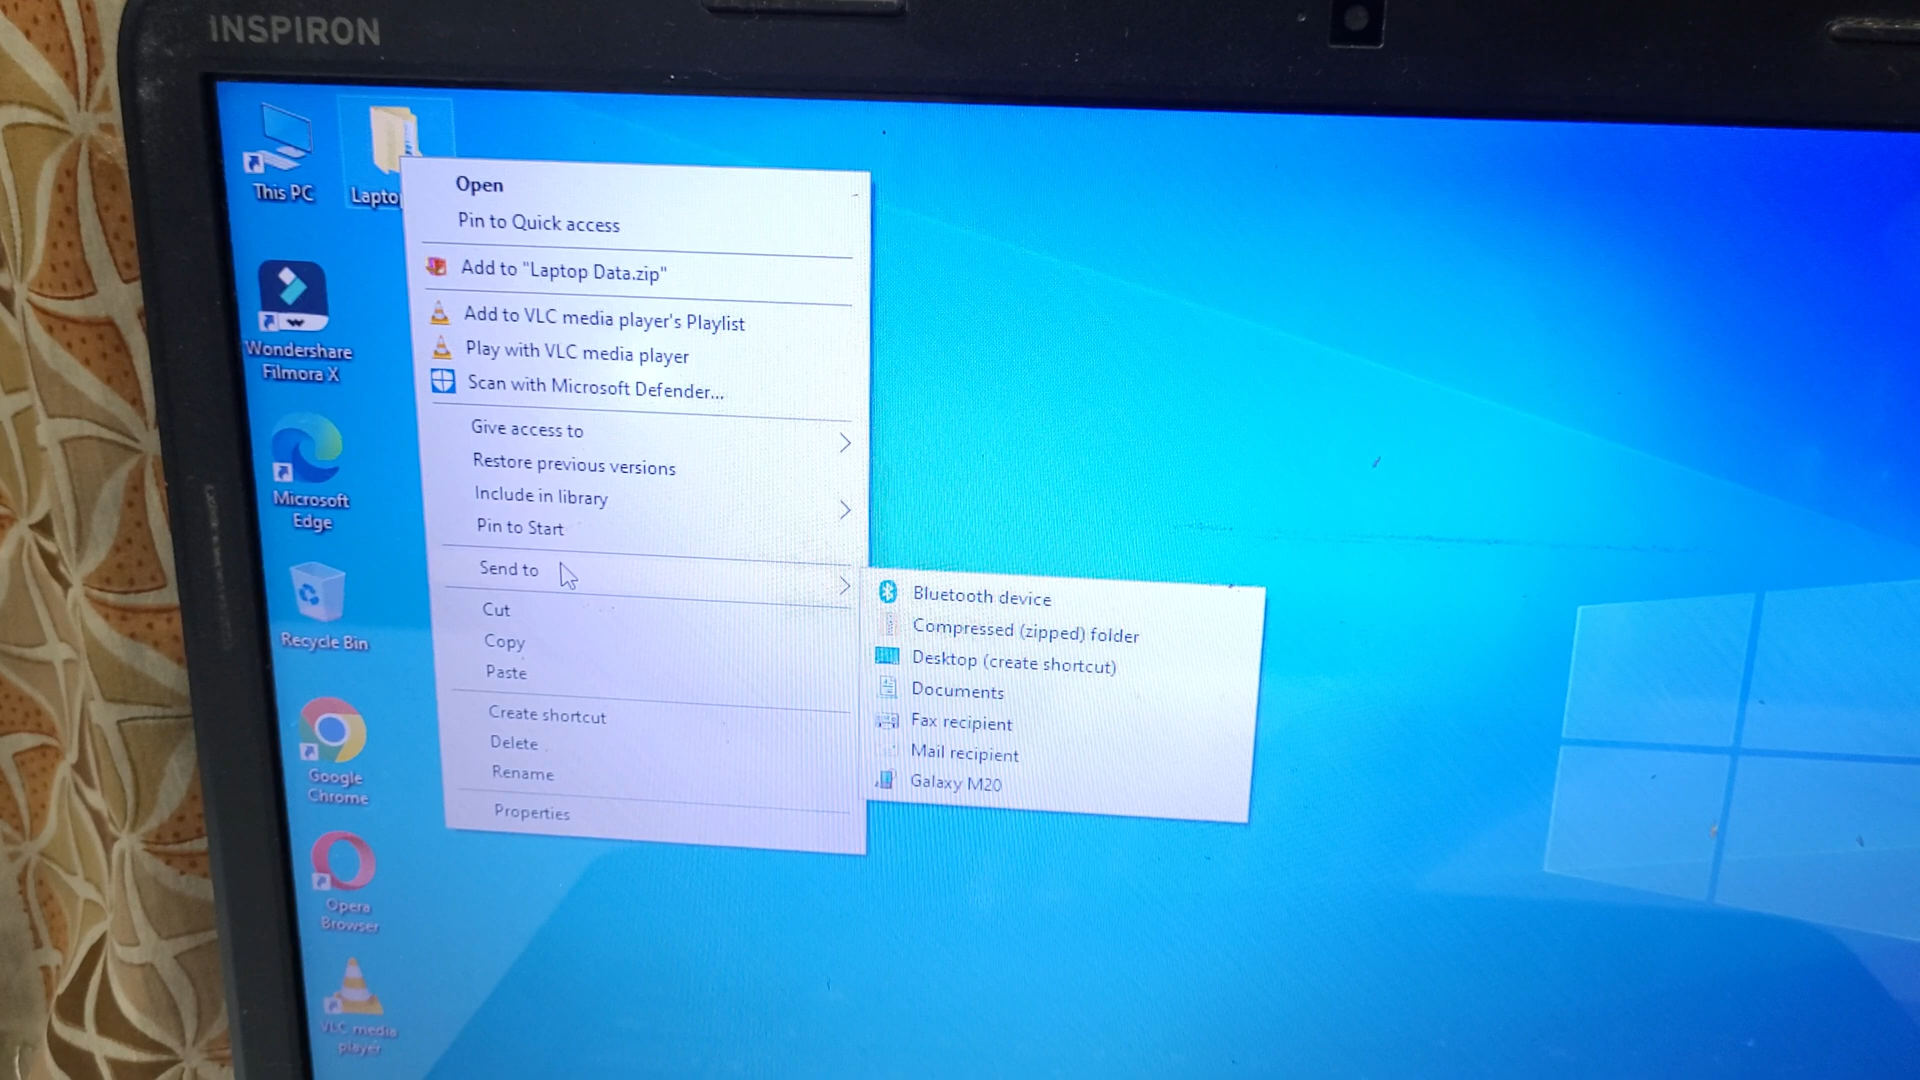 INSPIRON
This PC
Wondershare
Filmora X
Microsoft
Edge
Recycle Bin
Google
Chrome
Opera
Browser
VLC media
player
Open
Pin to Quick access
Add to "Laptop Data.zip"
Add to VLC media player's Playlist
Play with VLC media player
Scan with Microsoft Defender...
Give access to
Restore previous versions
Include in library
Pin to Start
Send to
Cut
Copy
Paste
Create shortcut
Delete
Rename
Properties
Bluetooth device
Compressed (zipped) folder
Desktop (create shortcut)
Documents
Fax recipient
Mail recipient
Galaxy M20